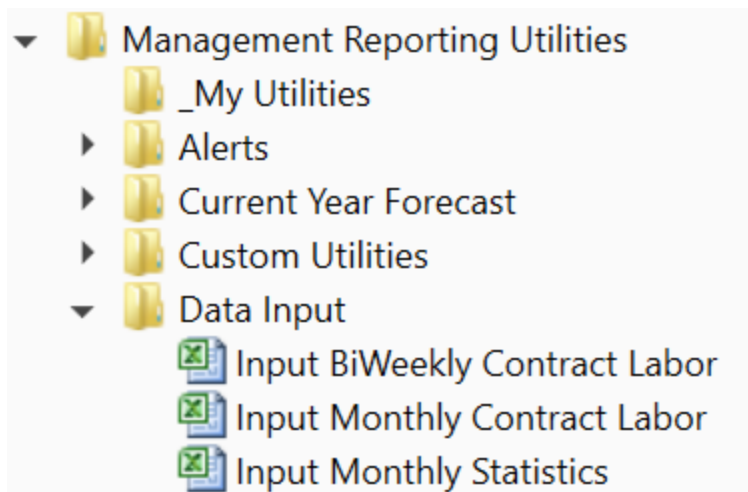 Management Reporting Utilities
_My Utilities
Alerts
Current Year Forecast
Custom Utilities
Data Input
Input BiWeekly Contract Labor
Input Monthly Contract Labor
Input Monthly Statistics